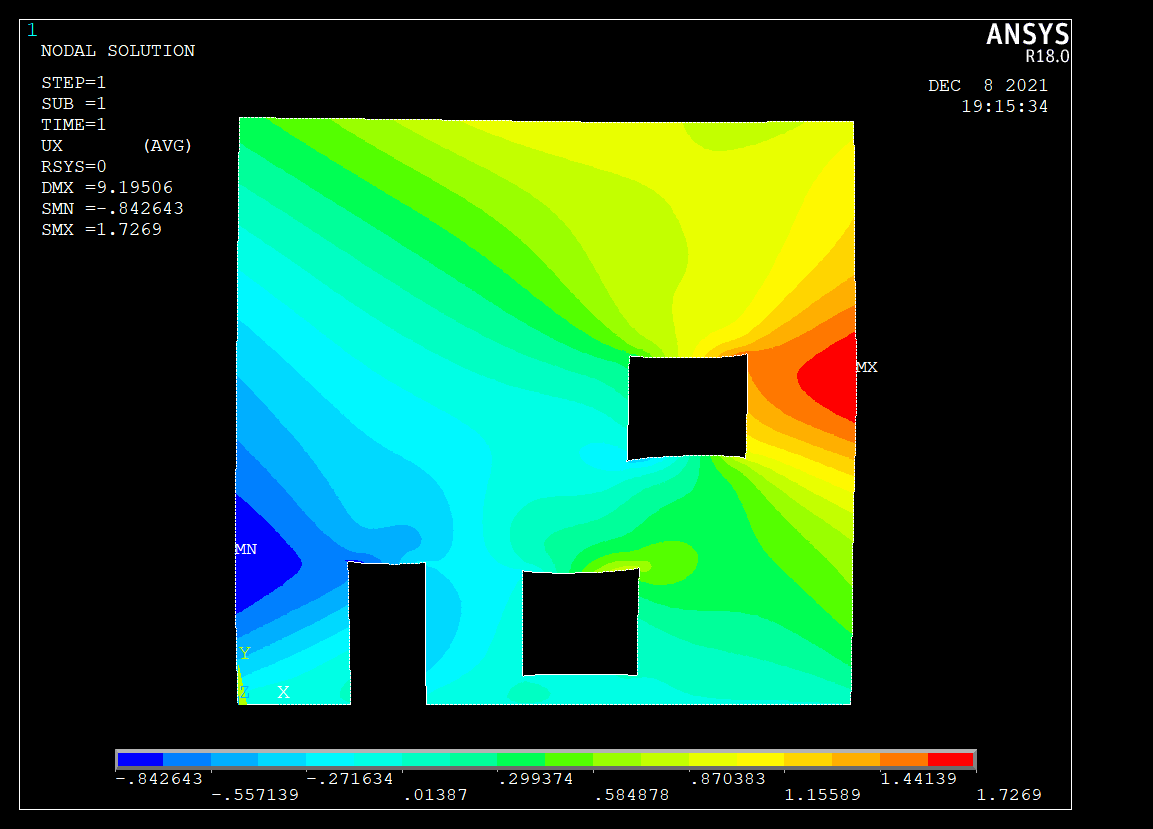 1
ANSYS
R18.0
NODAL SOLUTION
STEP=1
SUB =1
TIME=1
UX (AVG)
RSYS=0
DMX =9.19506
SMN =-.842643
SMX =1.7269
DEC 8 2021
19:15:34
MX
MN
Y
Z X
-.842643 -.271634 .299374 .870383 1.44139
-.557139 .01387 .584878 1.15589 1.7269